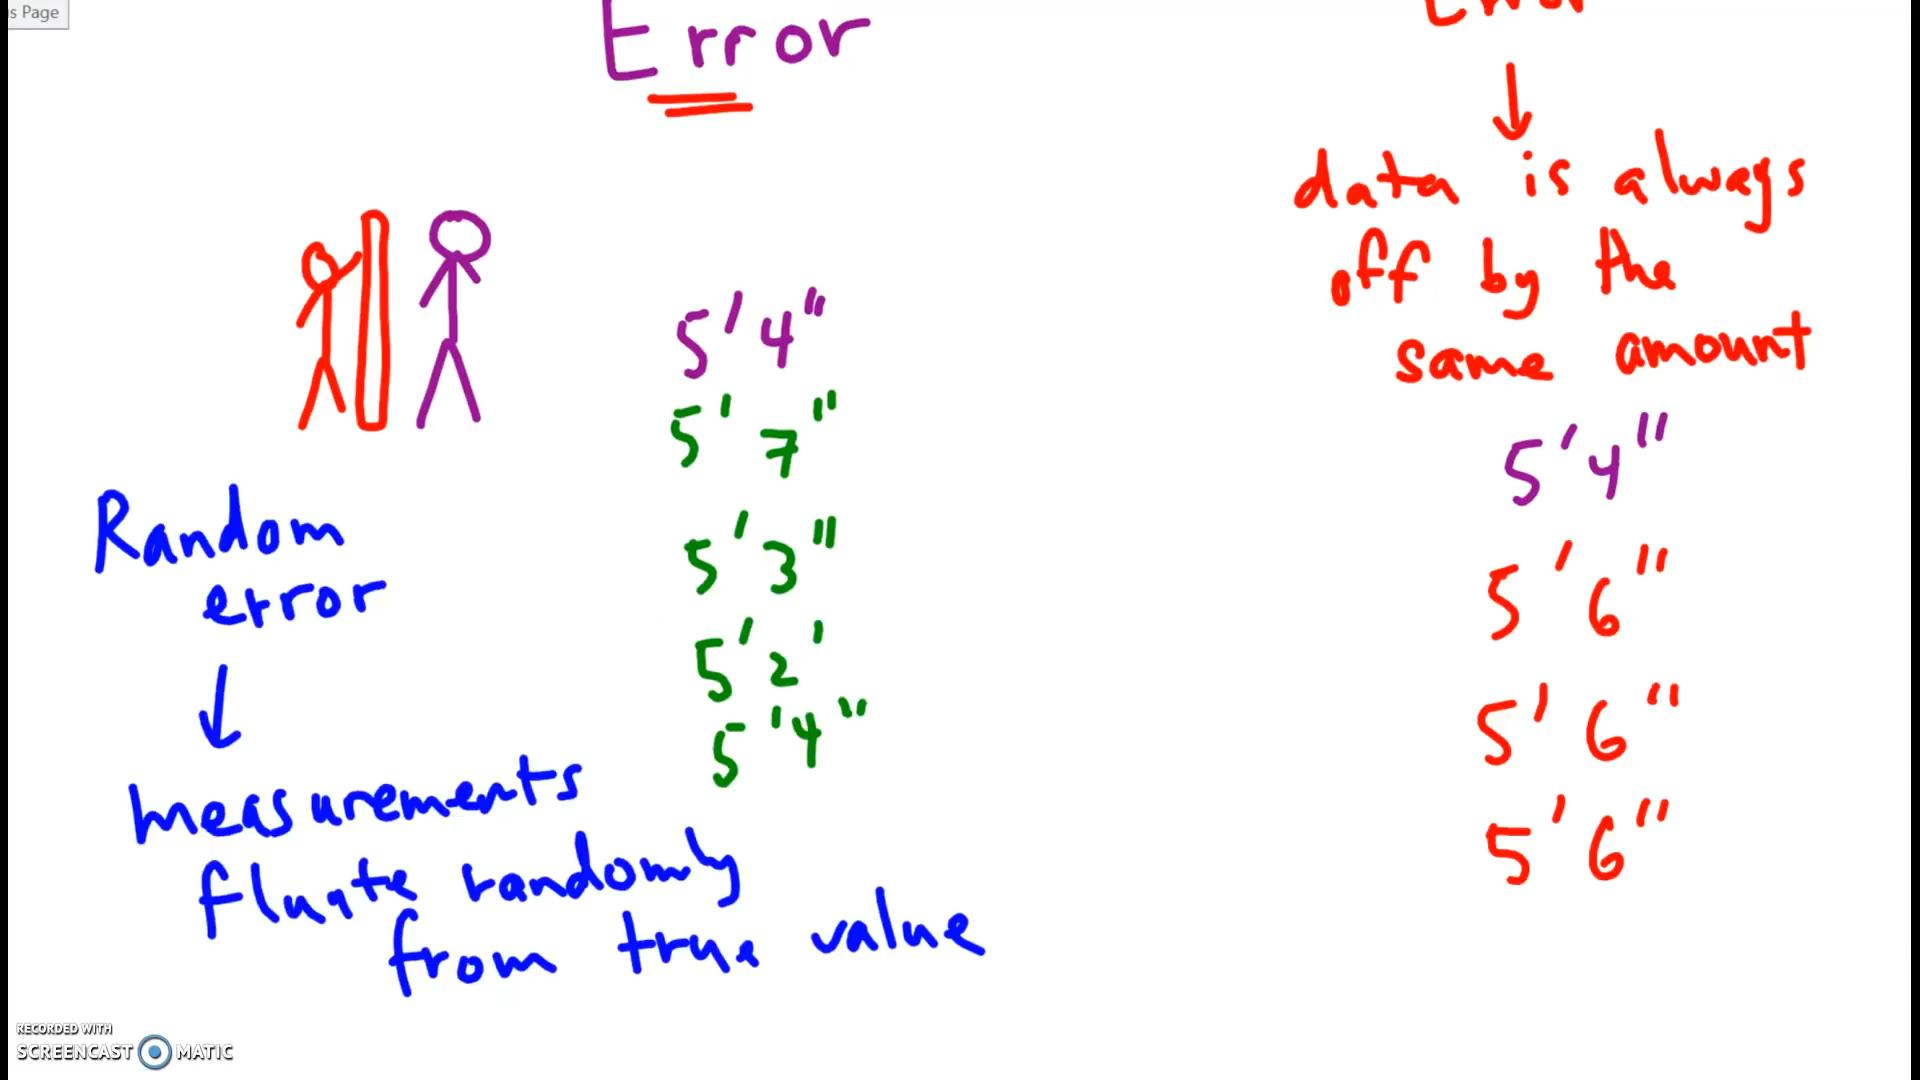 s Page
Error
Error
data is always
off by the
same amount
5'4"
5'6"
5'6"
5'6"
5'4"
5'7"
5'3"
5'2'
5'4"
Random
error
measurements
fluate randomly
from true value
RECORDED WITH
SCREENCAST MATIC